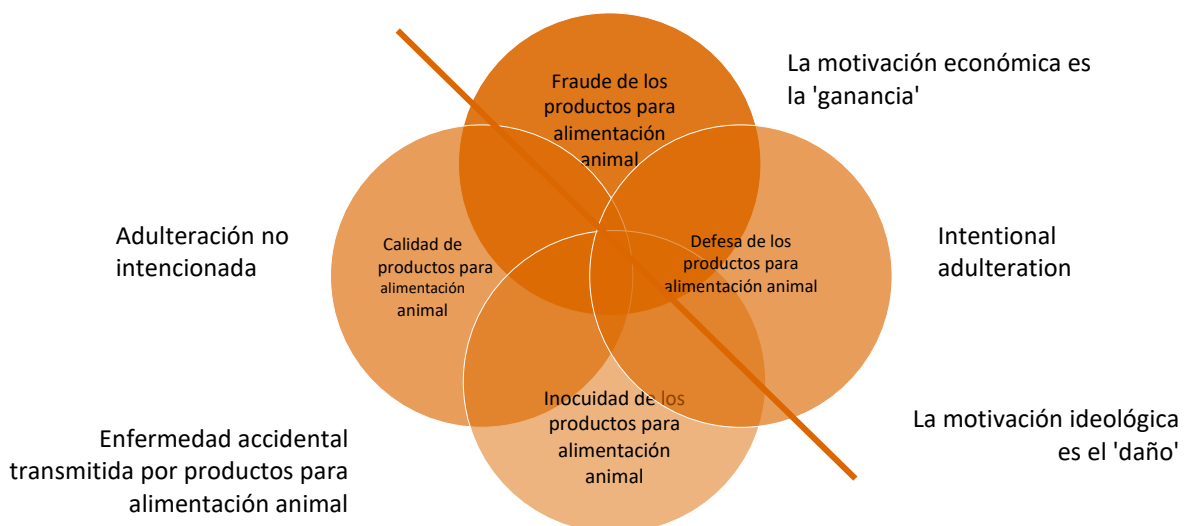 Fraude de los
productos para
alimentación
animal
La motivación económica es
la 'ganancia'
Adulteración no
intencionada
Calidad de
productos para
alimentación
animal
Defesa de los
productos para
alimentación animal
Intentional
adulteration
Inocuidad de los
productos para
alimentación
animal
Enfermedad accidental
transmitida por productos para
alimentación animal
La motivación ideológica
es el 'daño'